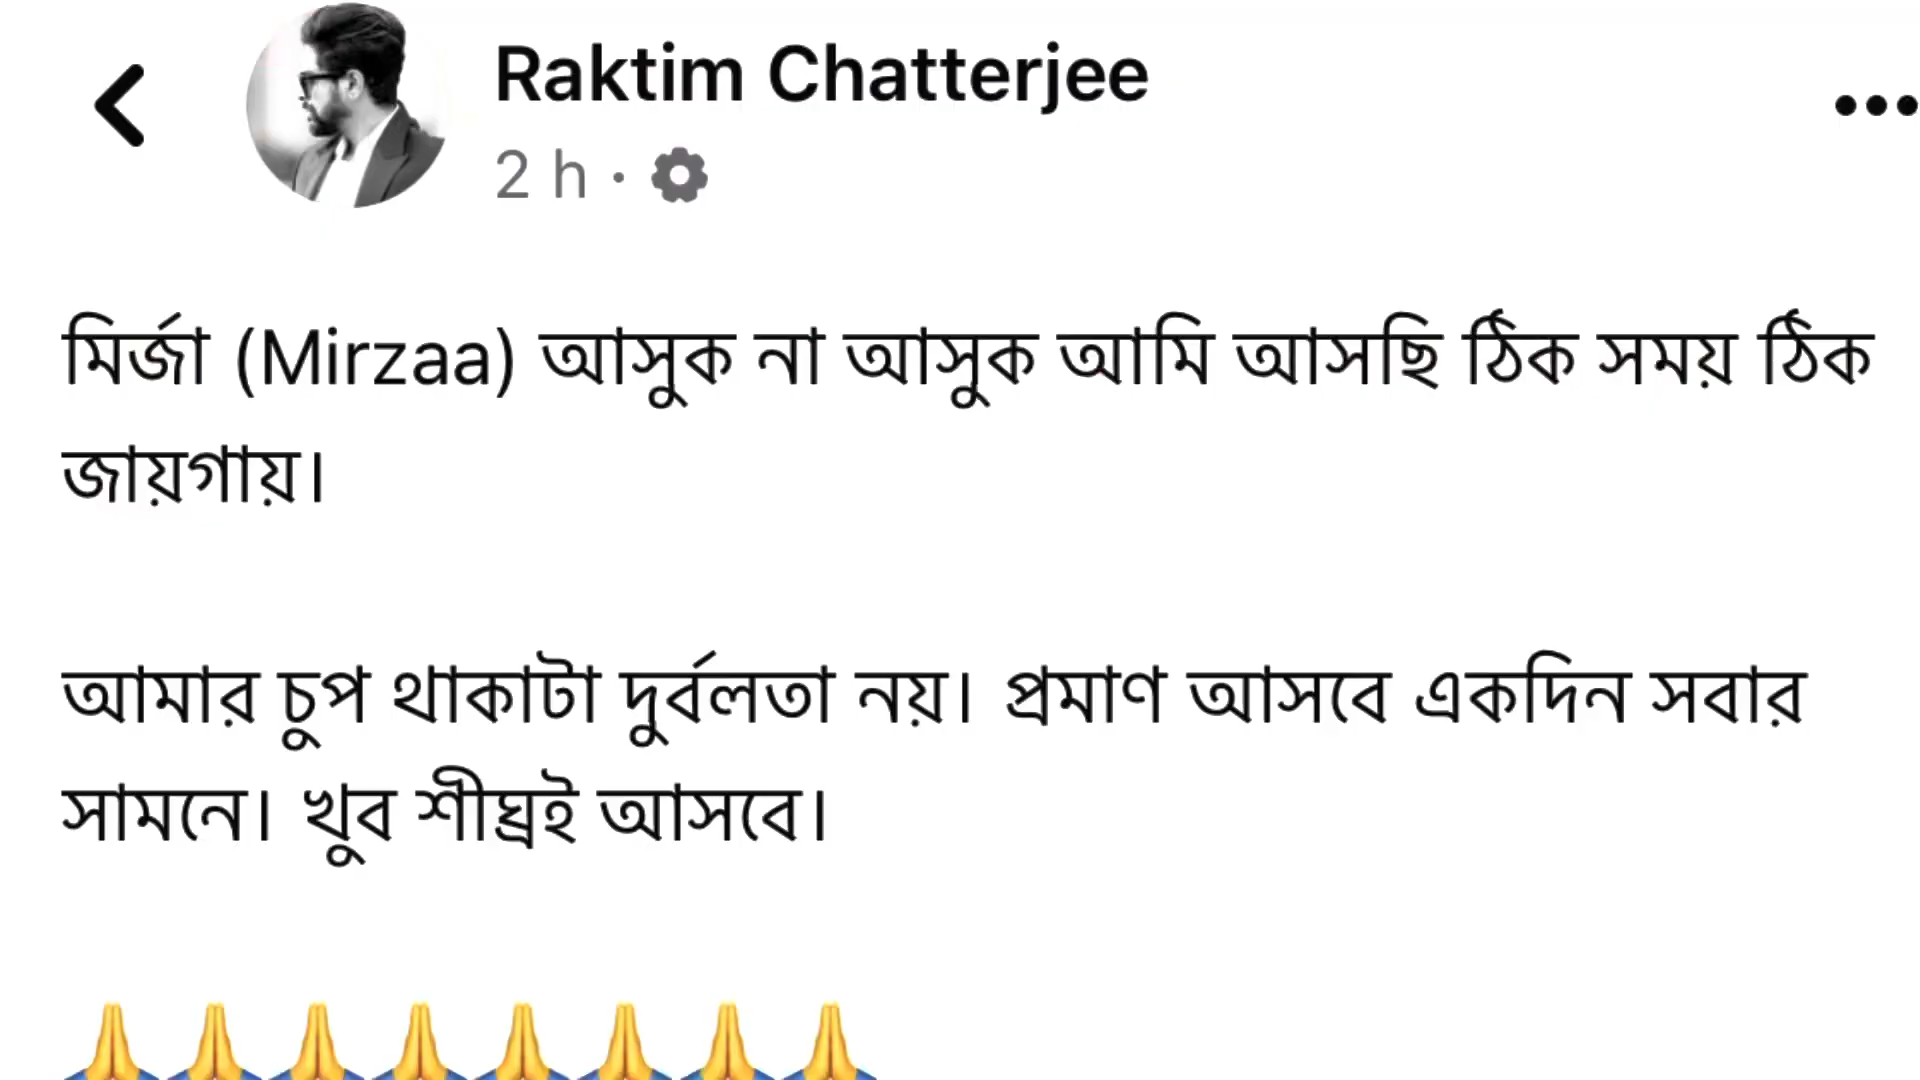 Raktim Chatterjee
2 h ·
মির্জা (Mirzaa) আসুক না আসুক আমি আসছি ঠিক সময় ঠিক
জায়গায়।
আমার চুপ থাকাটা দুর্বলতা নয়। প্রমাণ আসবে একদিন সবার
সামনে। খুব শীঘ্রই আসবে।
🙏🙏🙏🙏🙏🙏🙏🙏